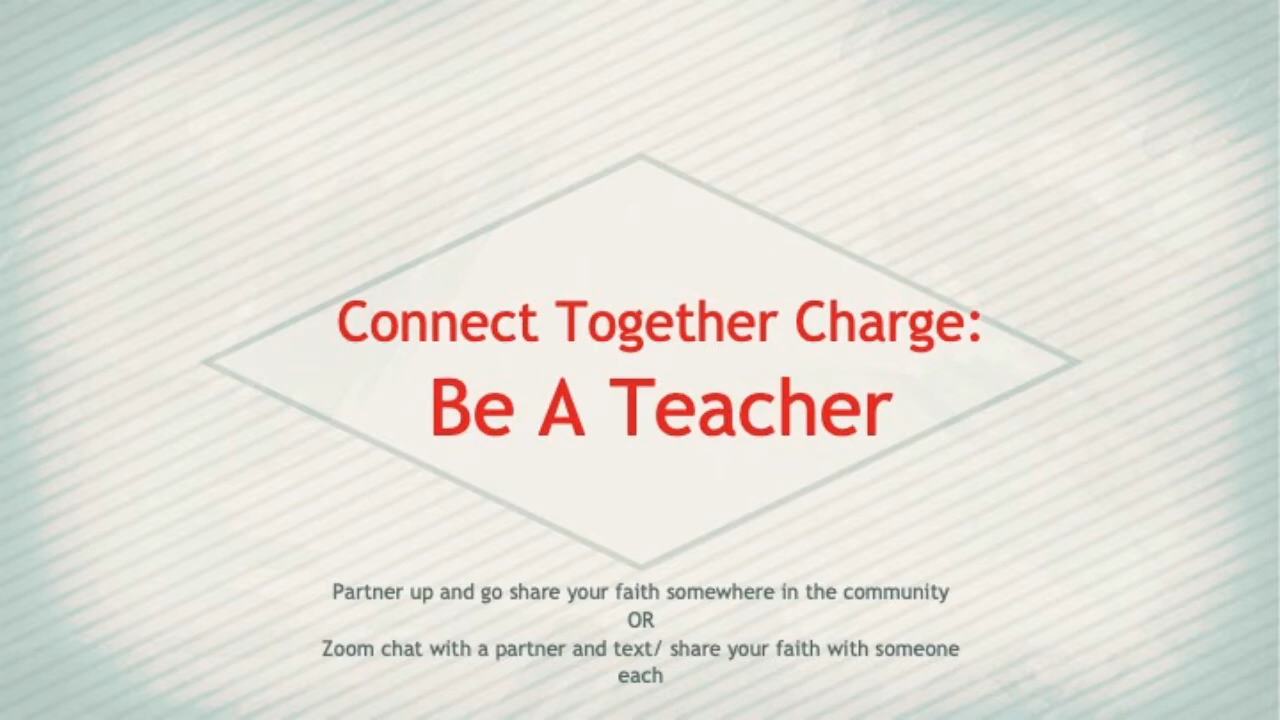 Connect Together Charge:
Be A Teacher
Partner up and go share your faith somewhere in the community
OR
Zoom chat with a partner and text/ share your faith with someone
each